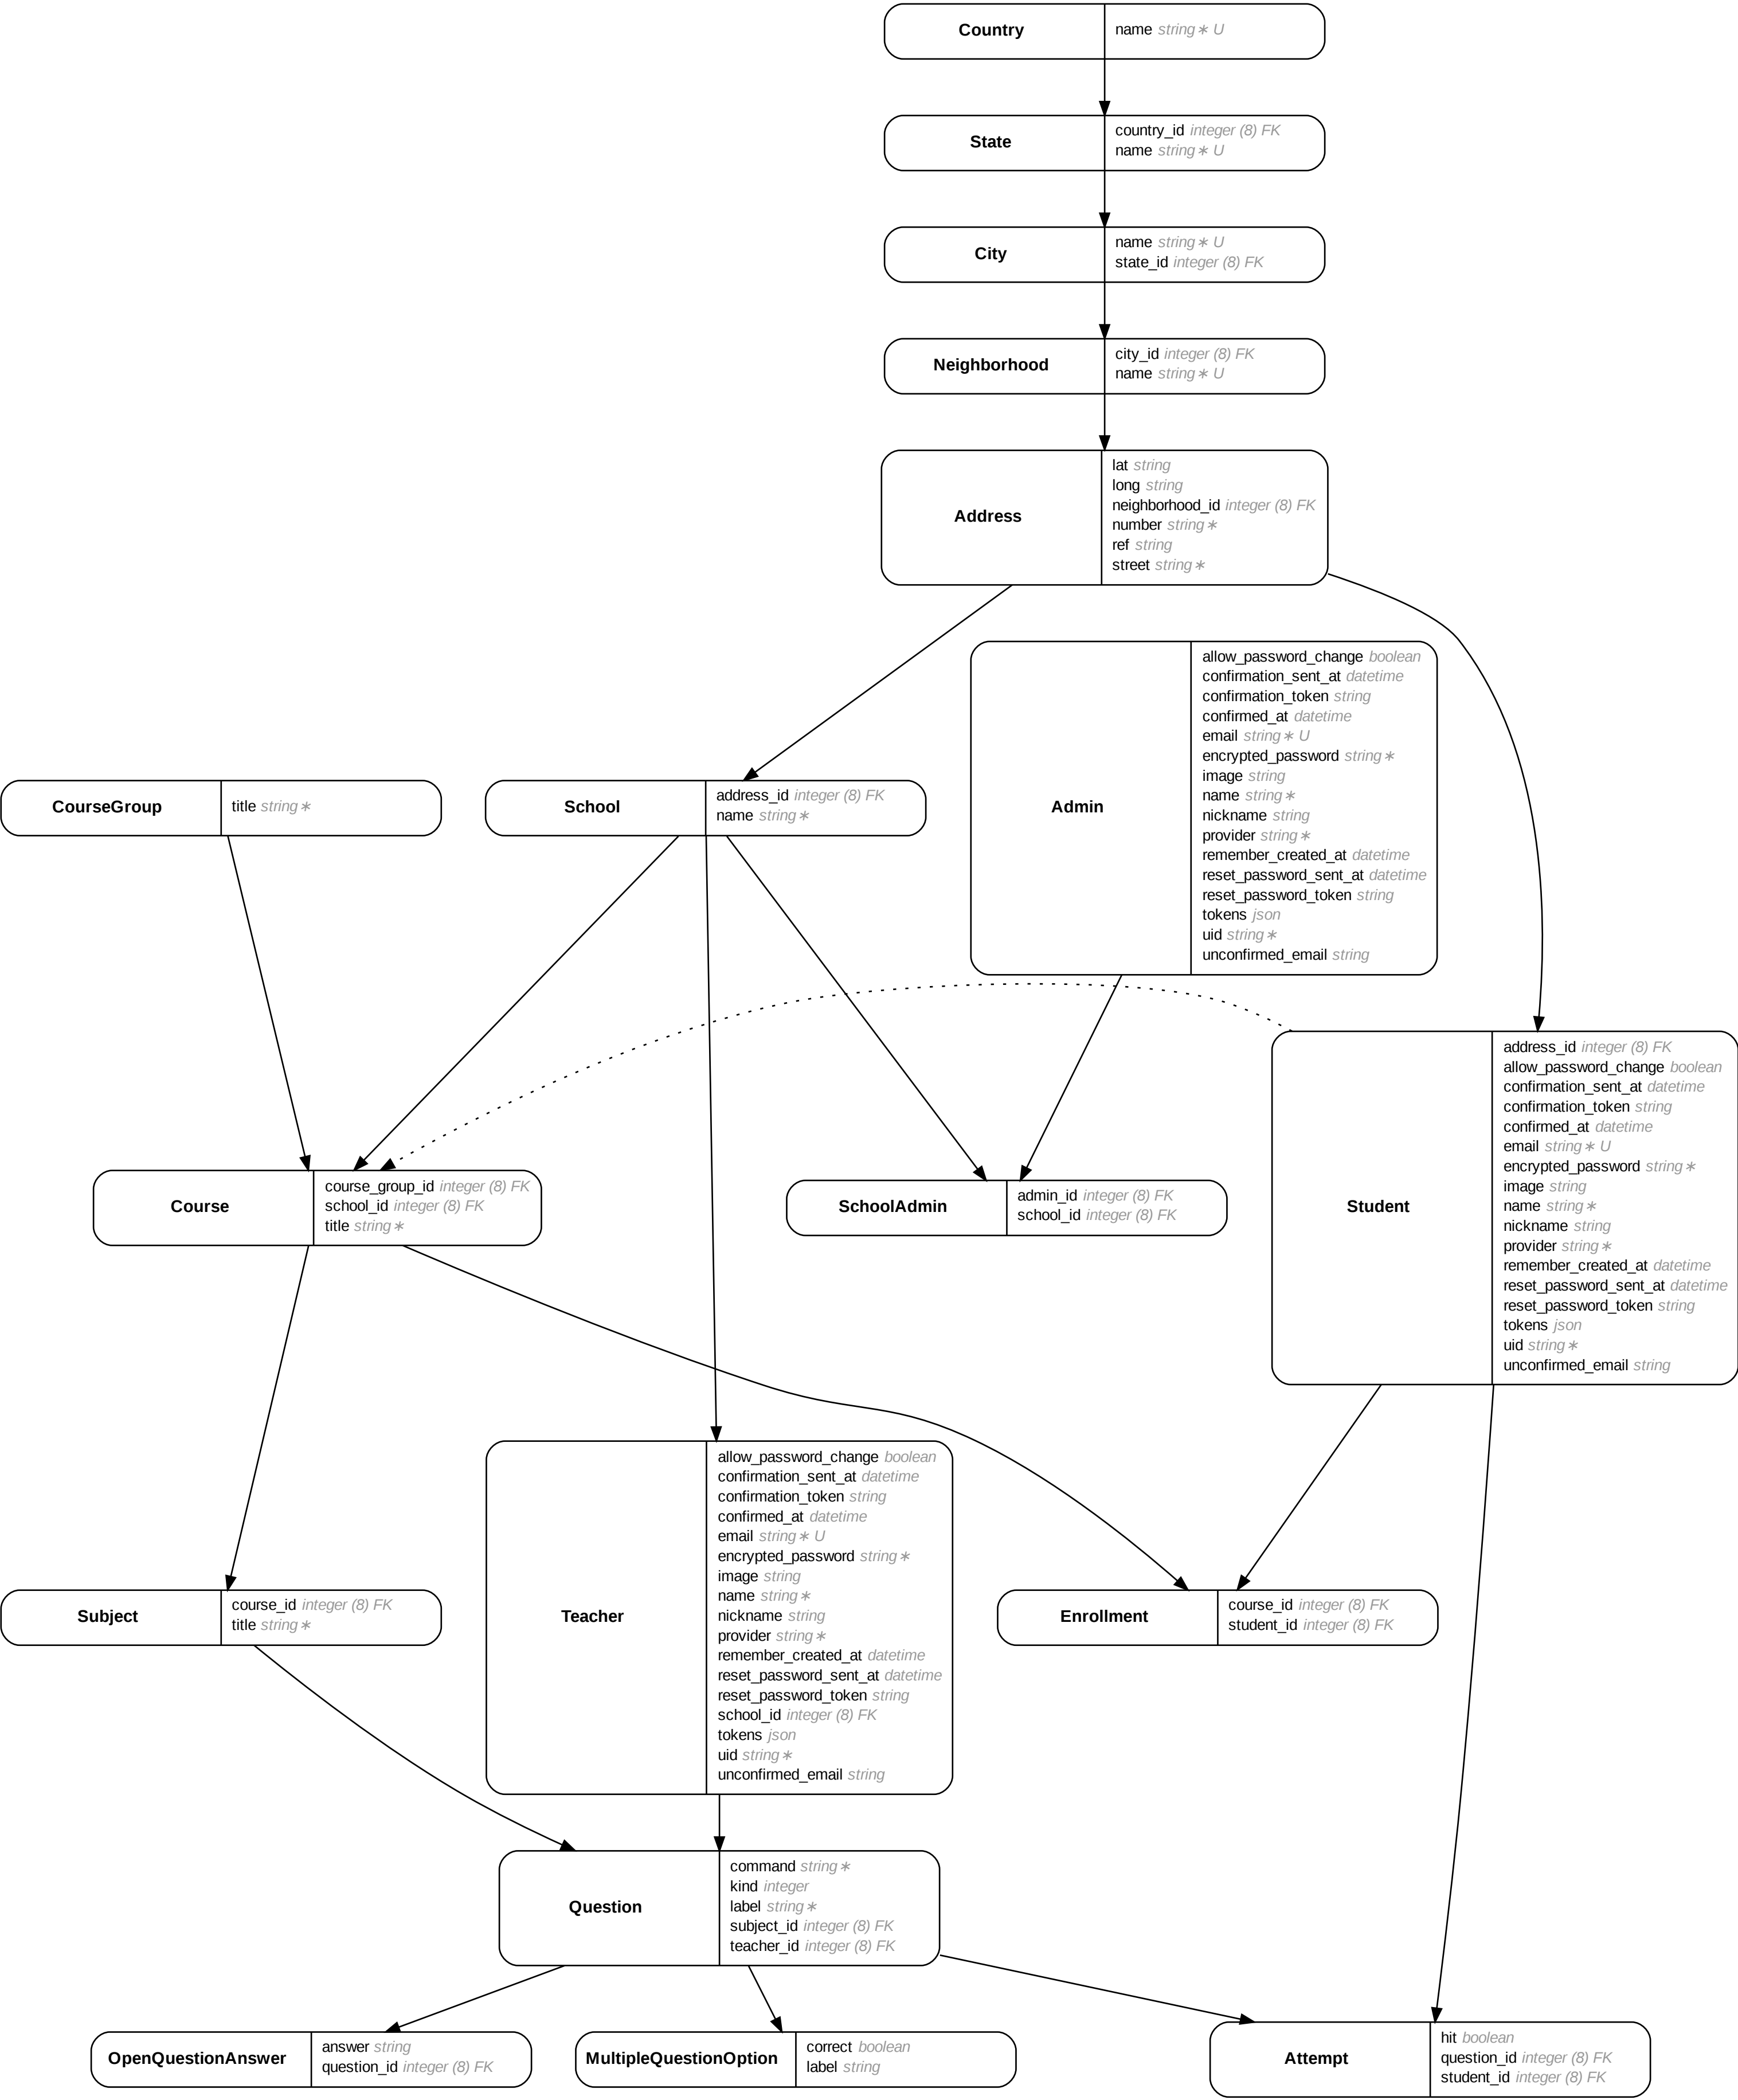 Country
name string∗ U
State
country_id integer (8) FK
name string∗ U
City
name string∗ U
state_id integer (8) FK
Neighborhood
city_id integer (8) FK
name string∗ U
Address
lat string
long string
neighborhood_id integer (8) FK
number string∗
ref string
street string∗
CourseGroup
title string∗
School
address_id integer (8) FK
name string∗
Admin
allow_password_change boolean
confirmation_sent_at datetime
confirmation_token string
confirmed_at datetime
email string∗ U
encrypted_password string∗
image string
name string∗
nickname string
provider string∗
remember_created_at datetime
reset_password_sent_at datetime
reset_password_token string
tokens json
uid string∗
unconfirmed_email string
Course
course_group_id integer (8) FK
school_id integer (8) FK
title string∗
SchoolAdmin
admin_id integer (8) FK
school_id integer (8) FK
Student
address_id integer (8) FK
allow_password_change boolean
confirmation_sent_at datetime
confirmation_token string
confirmed_at datetime
email string∗ U
encrypted_password string∗
image string
name string∗
nickname string
provider string∗
remember_created_at datetime
reset_password_sent_at datetime
reset_password_token string
tokens json
uid string∗
unconfirmed_email string
Subject
course_id integer (8) FK
title string∗
Teacher
allow_password_change boolean
confirmation_sent_at datetime
confirmation_token string
confirmed_at datetime
email string∗ U
encrypted_password string∗
image string
name string∗
nickname string
provider string∗
remember_created_at datetime
reset_password_sent_at datetime
reset_password_token string
school_id integer (8) FK
tokens json
uid string∗
unconfirmed_email string
Enrollment
course_id integer (8) FK
student_id integer (8) FK
Question
command string∗
kind integer
label string∗
subject_id integer (8) FK
teacher_id integer (8) FK
OpenQuestionAnswer
answer string
question_id integer (8) FK
MultipleQuestionOption
correct boolean
label string
Attempt
hit boolean
question_id integer (8) FK
student_id integer (8) FK